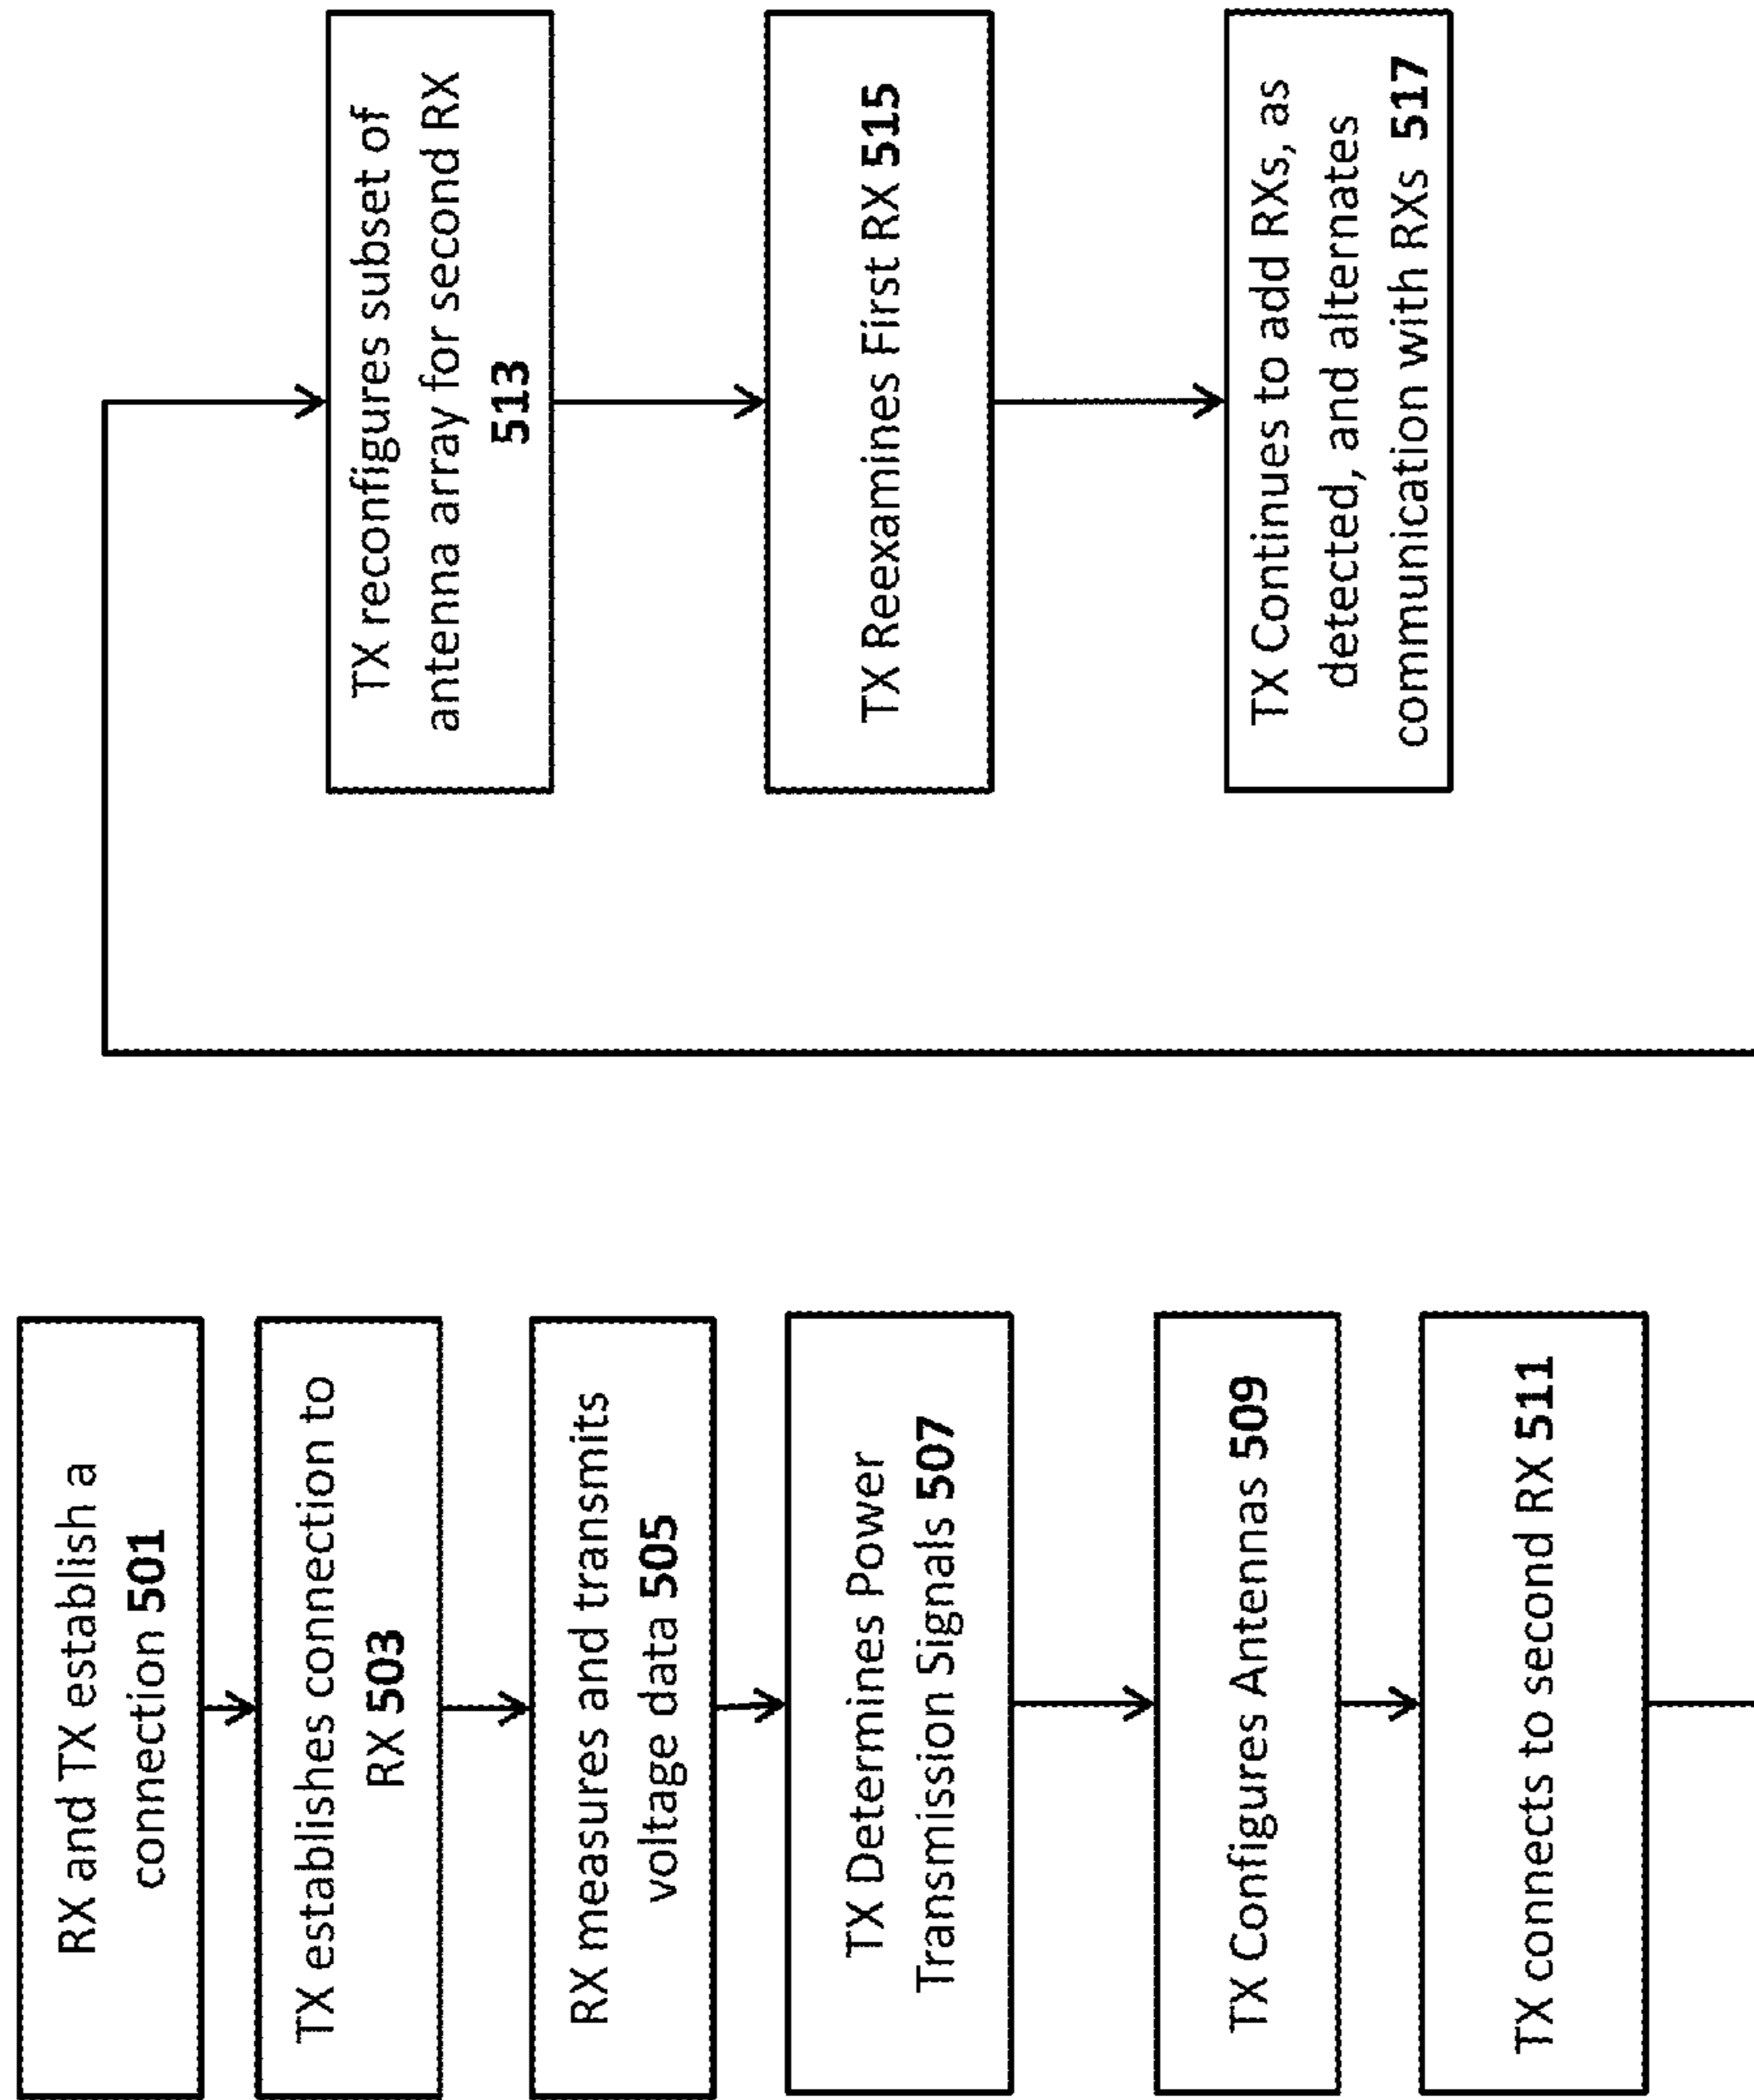 RX and TX establish a
connection 501
TX establishes connection to
RX 503
RX measures and transmits
voltage data 505
TX Determines Power
Transmission Signals 507
TX Configures Antennas 509
TX connects to second RX 511
TX reconfigures subset of
antenna array for second RX
513
TX Reexamines First RX 515
TX Continues to add RXs, as
detected, and alternates
communication with RXs 517